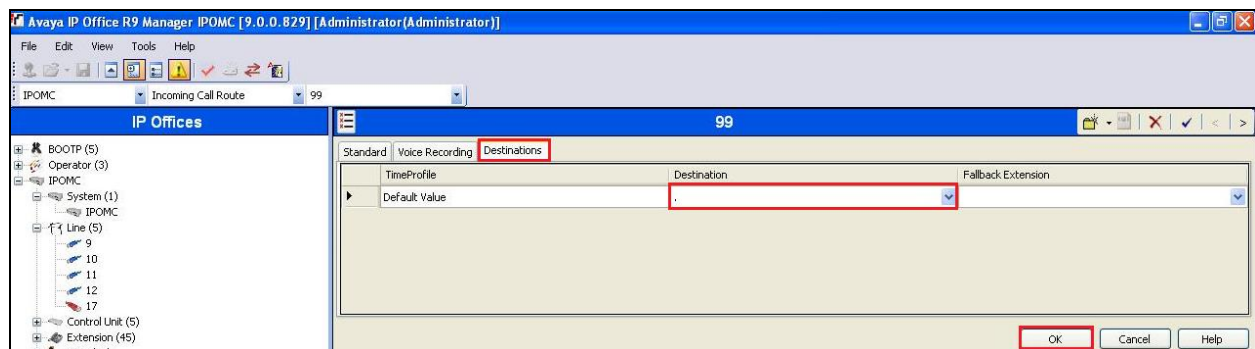 Avaya IP Office R9 Manager IPOMC [9.0.0.829] [Administrator(Administrator)]
File Edit View Tools Help
IPOMC Incoming Call Route 99
IP Offices
99
BOOTP (5)
Operator (3)
IPOMC
System (1)
IPOMC
Line (5)
9
10
11
12
17
Control Unit (5)
Extension (45)
Standard Voice Recording Destinations
TimeProfile Destination Fallback Extension
Default Value .
OK Cancel Help